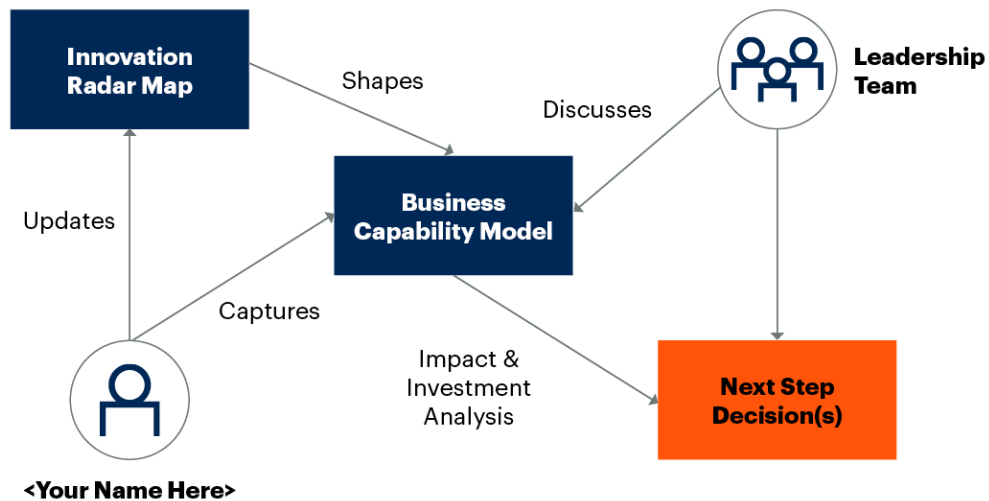 Innovation
Radar Map
Shapes
Leadership
Team
Discusses
Updates
Business
Capability Model
Captures
Impact &
Investment
Analysis
Next Step
Decision(s)
<Your Name Here>